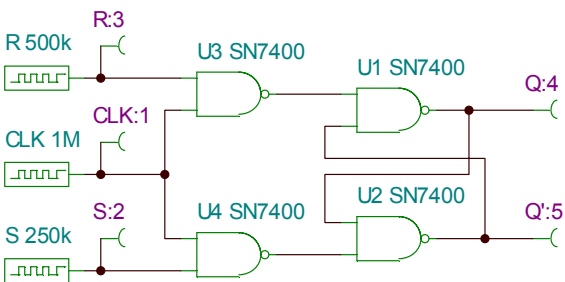 R:3
R 500k
U3 SN7400
U1 SN7400
Q:4
CLK:1
CLK 1M
S:2
U4 SN7400
U2 SN7400
Q':5
S 250k